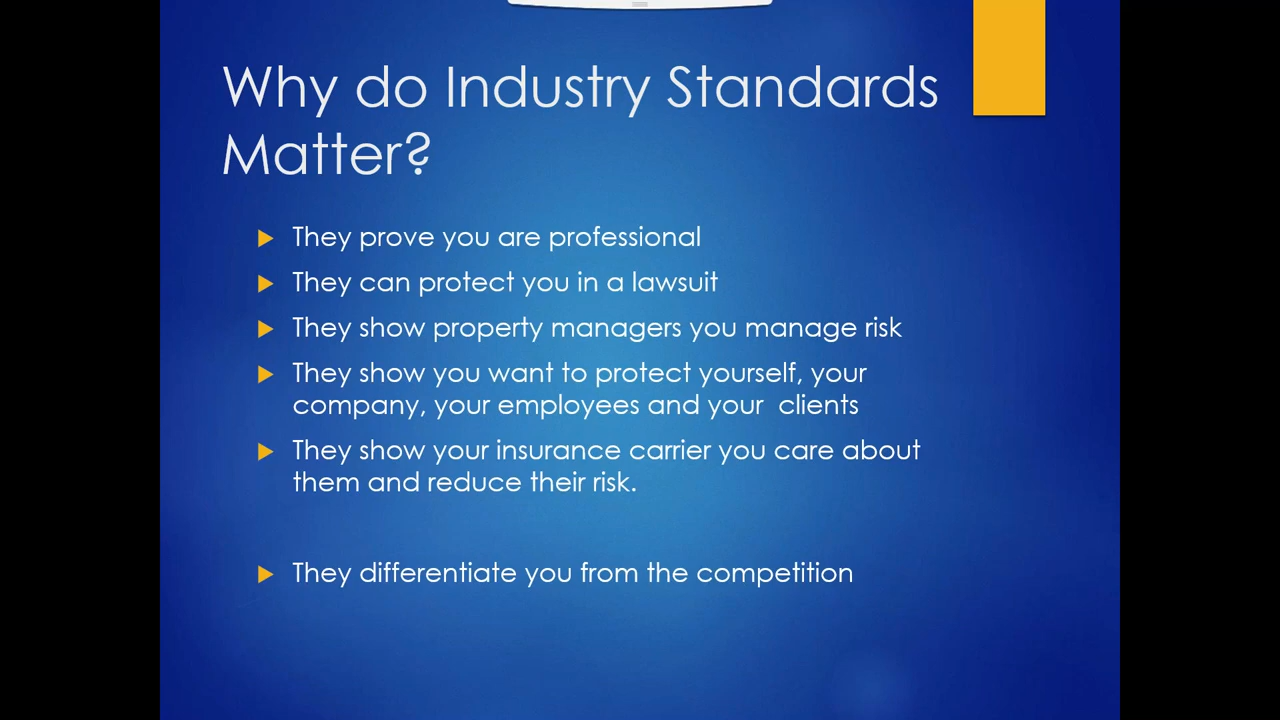 Why do Industry Standards
Matter?
They prove you are professional
They can protect you in a lawsuit
They show property managers you manage risk
They show you want to protect yourself, your
company, your employees and your  clients
They show your insurance carrier you care about
them and reduce their risk.
They differentiate you from the competition